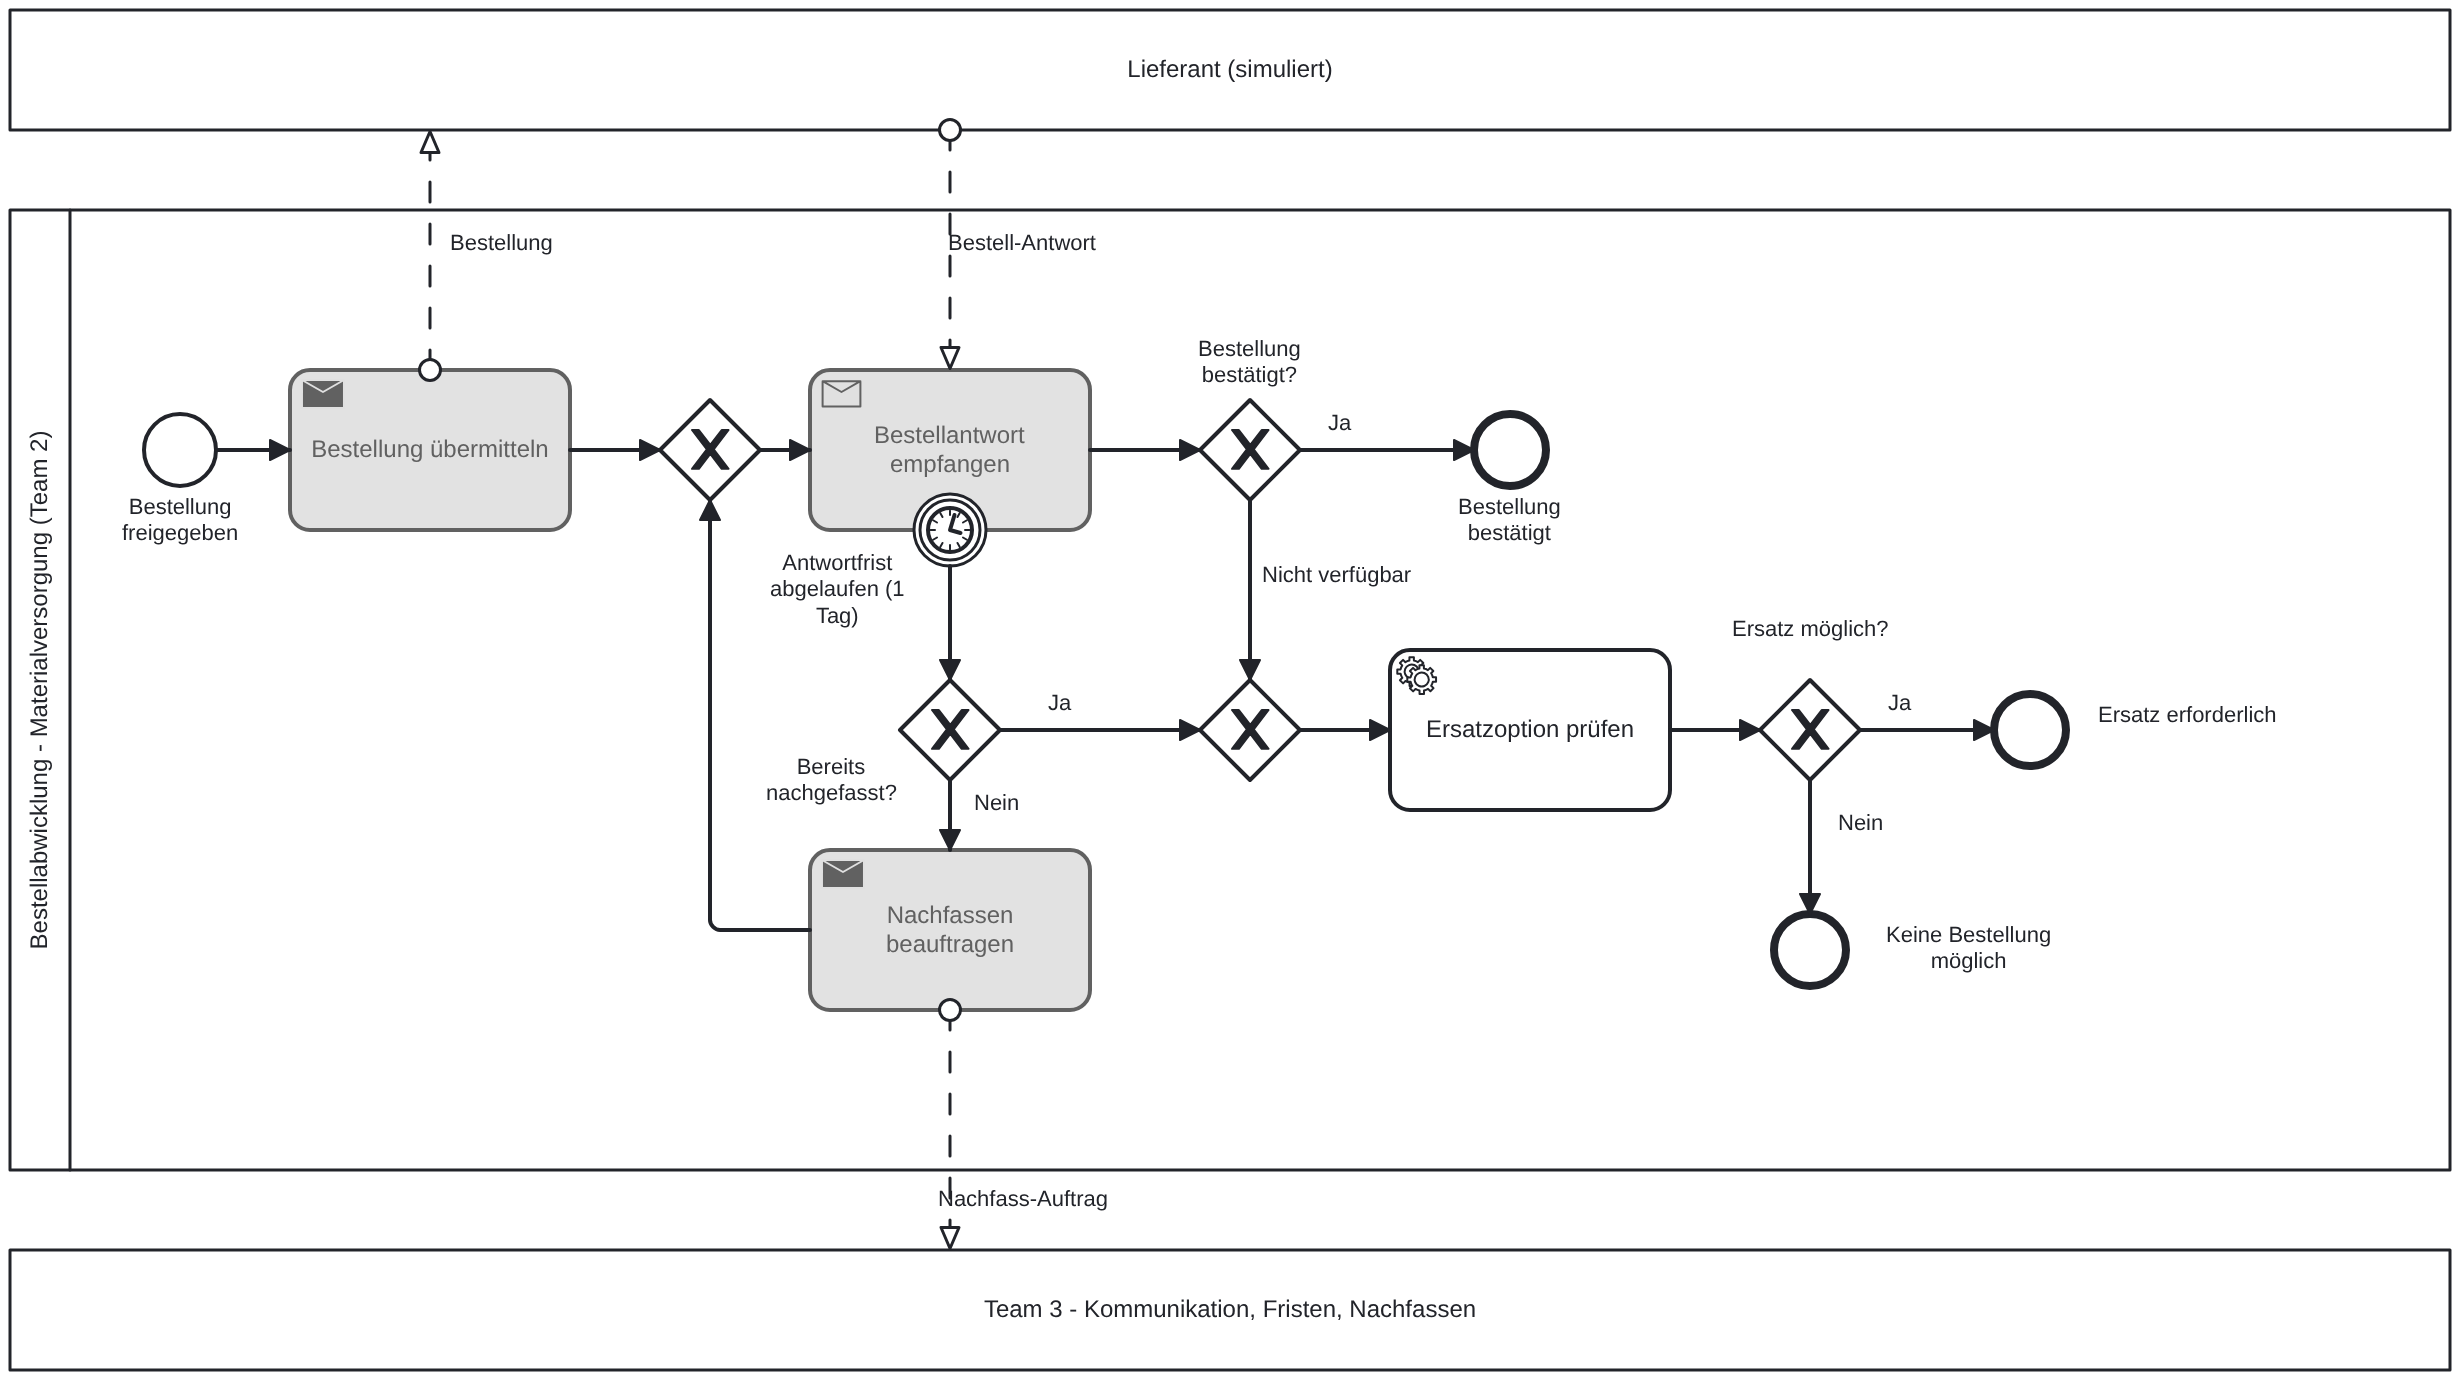 Lieferant (simuliert)
Bestellabwicklung - Materialversorgung (Team 2)
Bestellung
Bestell-Antwort
Bestellung
freigegeben
Bestellung übermitteln
Bestellantwort
empfangen
Bestellung
bestätigt?
Ja
Bestellung
bestätigt
Antwortfrist
abgelaufen (1
Tag)
Nicht verfügbar
Bereits
nachgefasst?
Ja
Nein
Ersatzoption prüfen
Ersatz möglich?
Ja
Ersatz erforderlich
Nein
Keine Bestellung
möglich
Nachfassen
beauftragen
Nachfass-Auftrag
Team 3 - Kommunikation, Fristen, Nachfassen